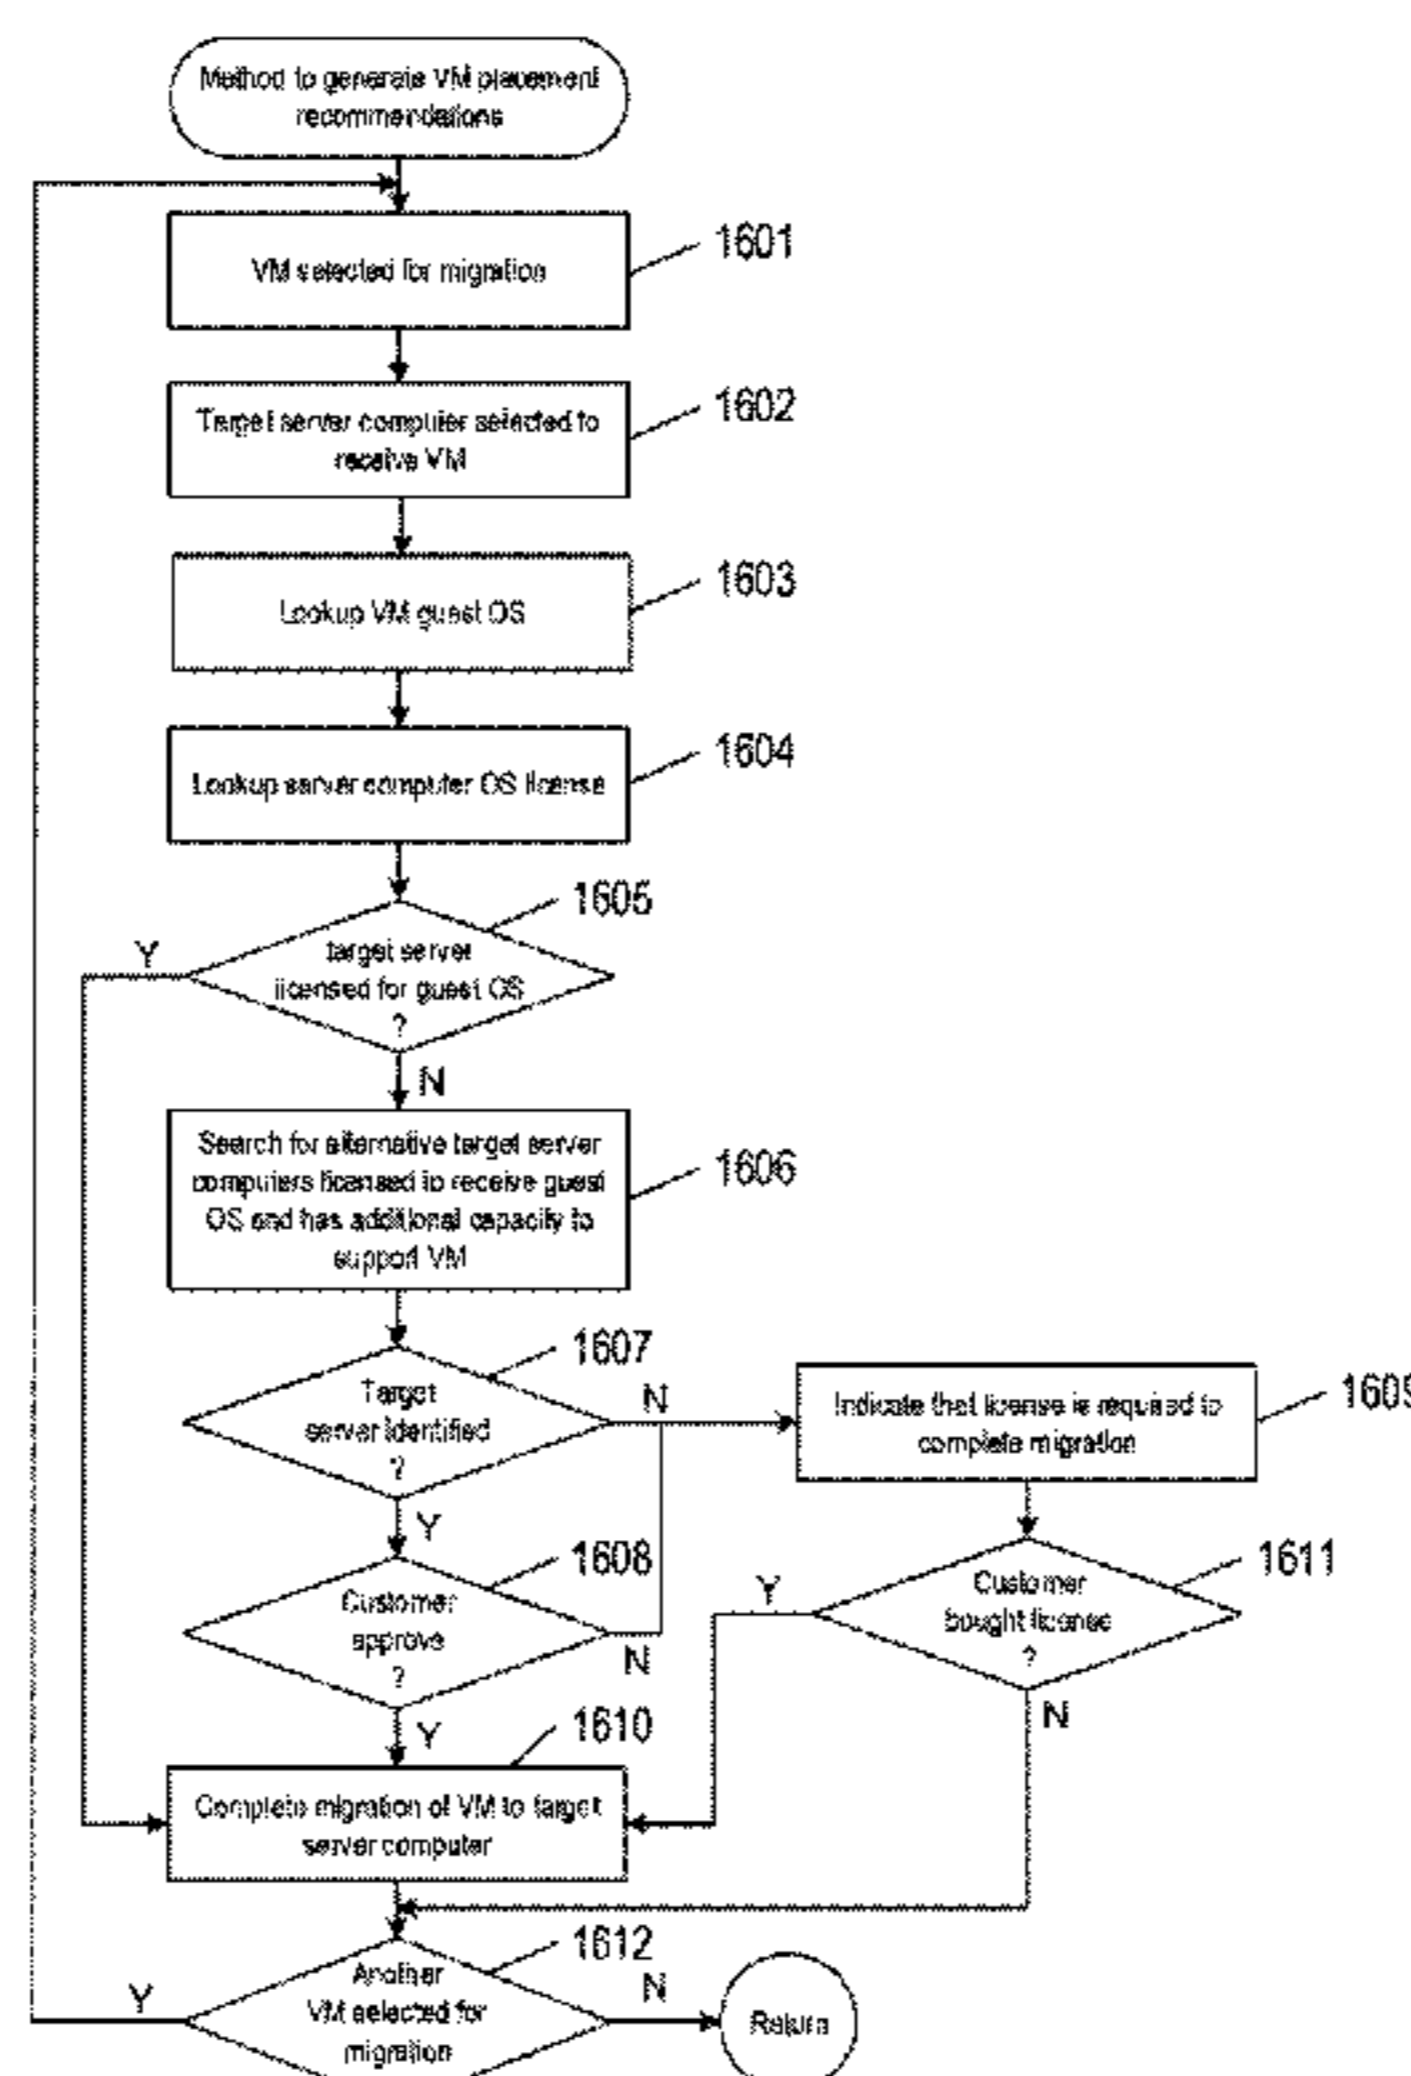 Method to generate VM placement
recommendations
1601
VM selected for migration
1602
Target server computer selected to
receive VM
1603
Lookup VM guest OS
1604
Lookup server computer OS license
1605
Y
target server
licensed for guest OS
?
N
Search for alternative target server
computers licensed to receive guest
OS and has additional capacity to
support VM
1606
1607
Target
server identified
?
N
Indicate that license is required to
complete migration
1609
Y
1608
Customer
approve
?
N
Y
Customer
bought license
?
1611
N
Y
1610
Complete migration of VM to target
server computer
1612
Y
Another
VM selected for
migration
N
Return